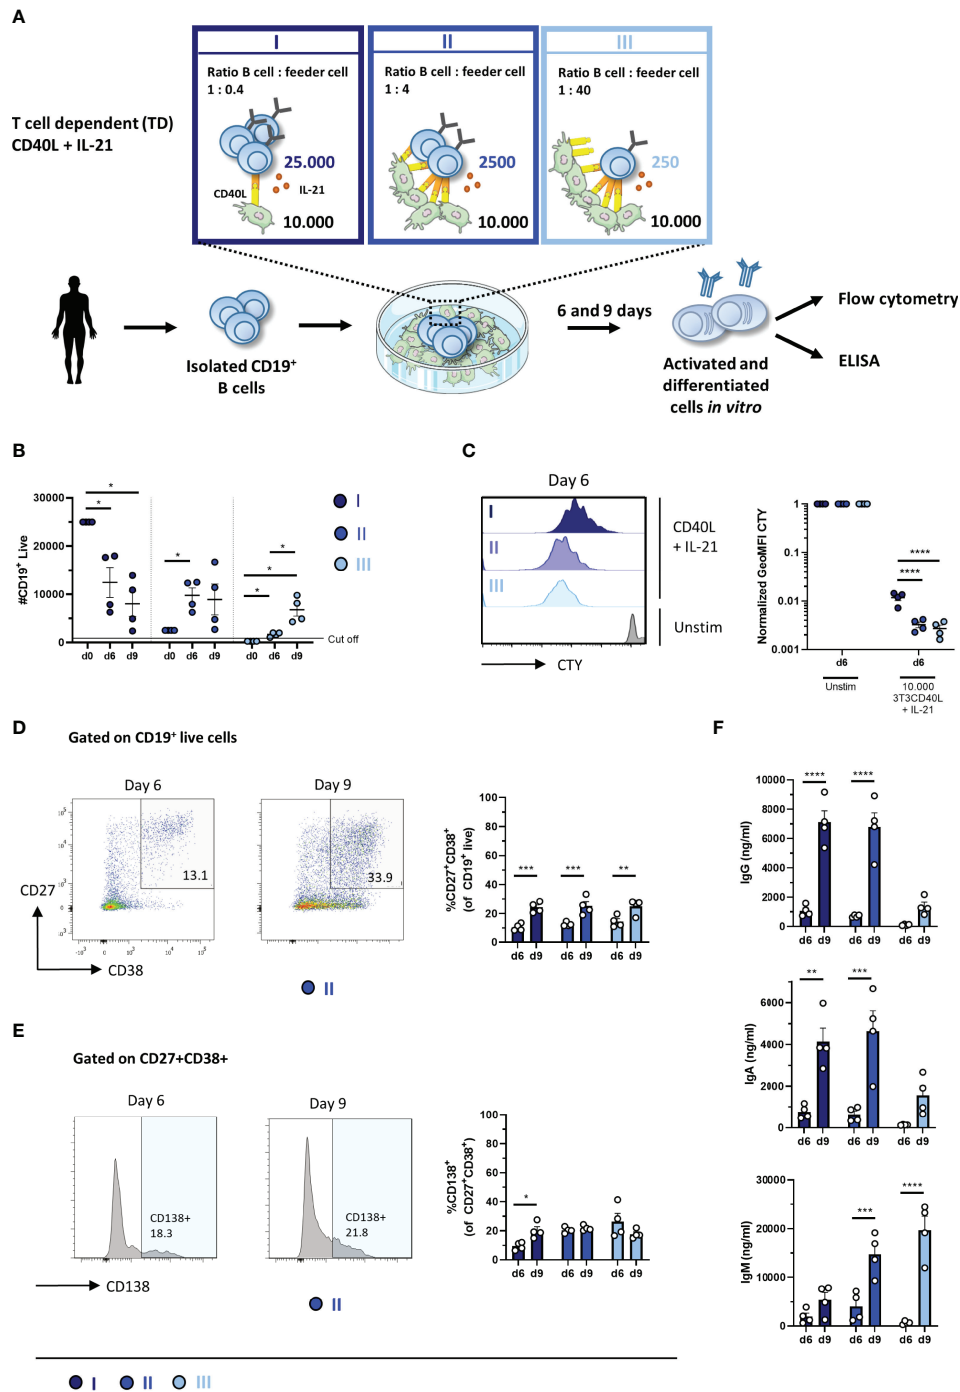 A
I
II
III
Ratio B cell : feeder cell
1 : 0.4
Ratio B cell : feeder cell
1 : 4
Ratio B cell : feeder cell
1 : 40
T cell dependent (TD)
CD40L + IL-21
25.000
CD40L
IL-21
10.000
2500
10.000
250
10.000
6 and 9 days
Isolated CD19+
B cells
Activated and
differentiated
cells in vitro
Flow cytometry
ELISA
B
#CD19+ Live
30000
20000
10000
0
* * * * * *
d0 d6 d9 d0 d6 d9 d0 d6 d9
Cut off
I
II
III
C
Day 6
I
II
III
CD40L
+ IL-21
Unstim
CTY
Normalized GeoMFI CTY
1
0.1
0.01
0.001
****
****
d6 d6
Unstim
10.000
3T3CD40L
+ IL-21
D
Gated on CD19+ live cells
Day 6
Day 9
13.1
33.9
CD27
CD38
II
%CD27+CD38+
(of CD19+ live)
100
80
60
40
20
0
*** *** **
d6 d9 d6 d9 d6 d9
E
Gated on CD27+CD38+
Day 6
Day 9
CD138+
18.3
CD138+
21.8
CD138
II
%CD138+
(of CD27+CD38+)
100
80
60
40
20
0
*
d6 d9 d6 d9 d6 d9
F
IgG (ng/ml)
10000
8000
6000
4000
2000
0
**** ****
d6 d9 d6 d9 d6 d9
IgA (ng/ml)
6000
4000
2000
0
** ***
d6 d9 d6 d9 d6 d9
IgM (ng/ml)
30000
20000
10000
0
*** ****
d6 d9 d6 d9 d6 d9
I II III